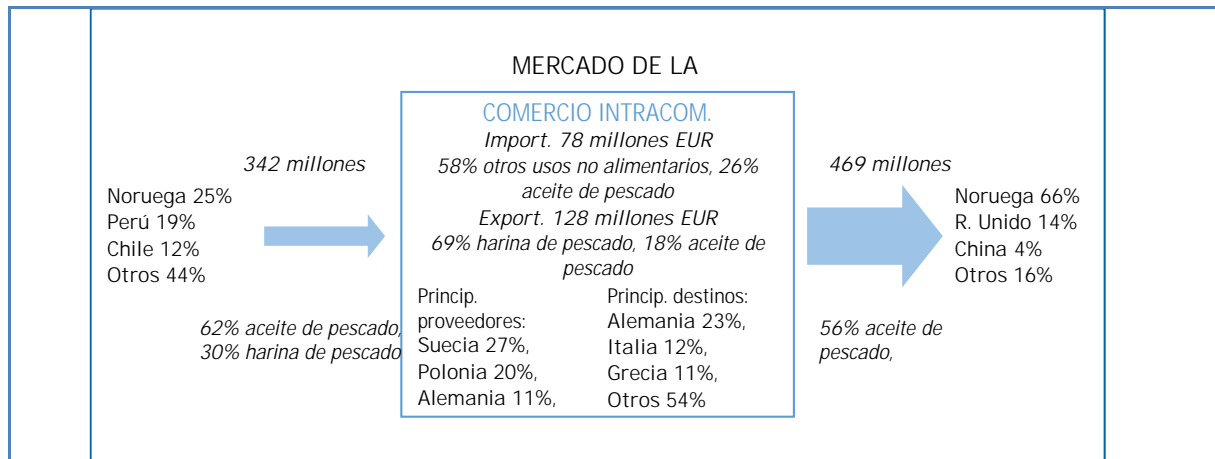 MERCADO DE LA
342 millones
Noruega 25%
Perú 19%
Chile 12%
Otros 44%
62% aceite de pescado,
30% harina de pescado
COMERCIO INTRACOM.
Import. 78 millones EUR
58% otros usos no alimentarios, 26%
aceite de pescado
Export. 128 millones EUR
69% harina de pescado, 18% aceite de
pescado
Princip.
proveedores:
Suecia 27%,
Polonia 20%,
Alemania 11%,
Princip. destinos:
Alemania 23%,
Italia 12%,
Grecia 11%,
Otros 54%
469 millones
Noruega 66%
R. Unido 14%
China 4%
Otros 16%
56% aceite de
pescado,